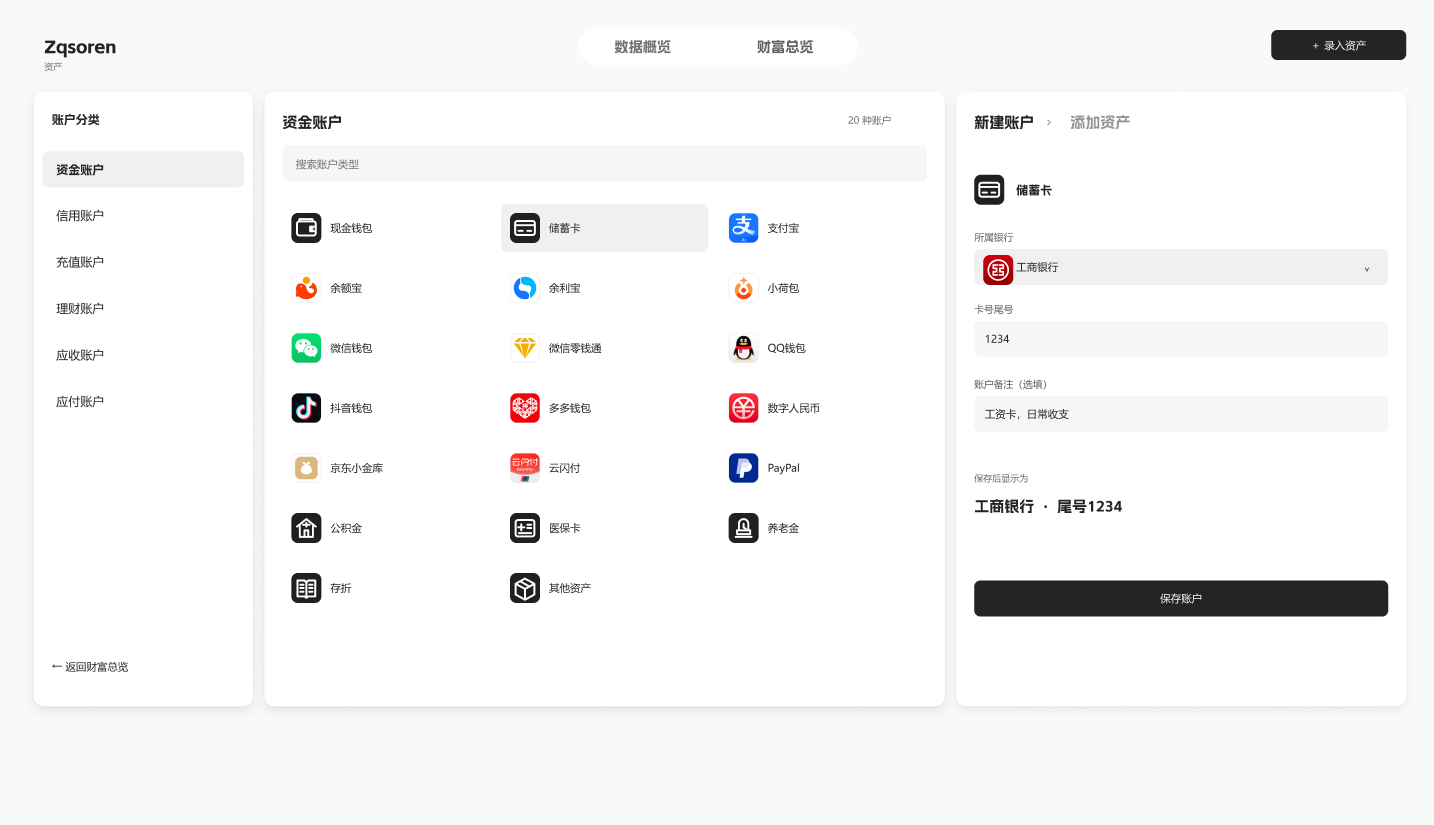 Zqsoren
资产
数据概览
财富总览
+ 录入资产
账户分类
资金账户
信用账户
充值账户
理财账户
应收账户
应付账户
← 返回财富总览
资金账户
20 种账户
搜索账户类型
现金钱包
储蓄卡
支付宝
余额宝
余利宝
小荷包
微信钱包
微信零钱通
QQ钱包
抖音钱包
多多钱包
数字人民币
京东小金库
云闪付
云闪付
PayPal
公积金
医保卡
养老金
存折
其他资产
新建账户 › 添加资产
储蓄卡
所属银行
工商银行
卡号尾号
1234
账户备注（选填）
工资卡，日常收支
保存后显示为
工商银行 · 尾号1234
保存账户